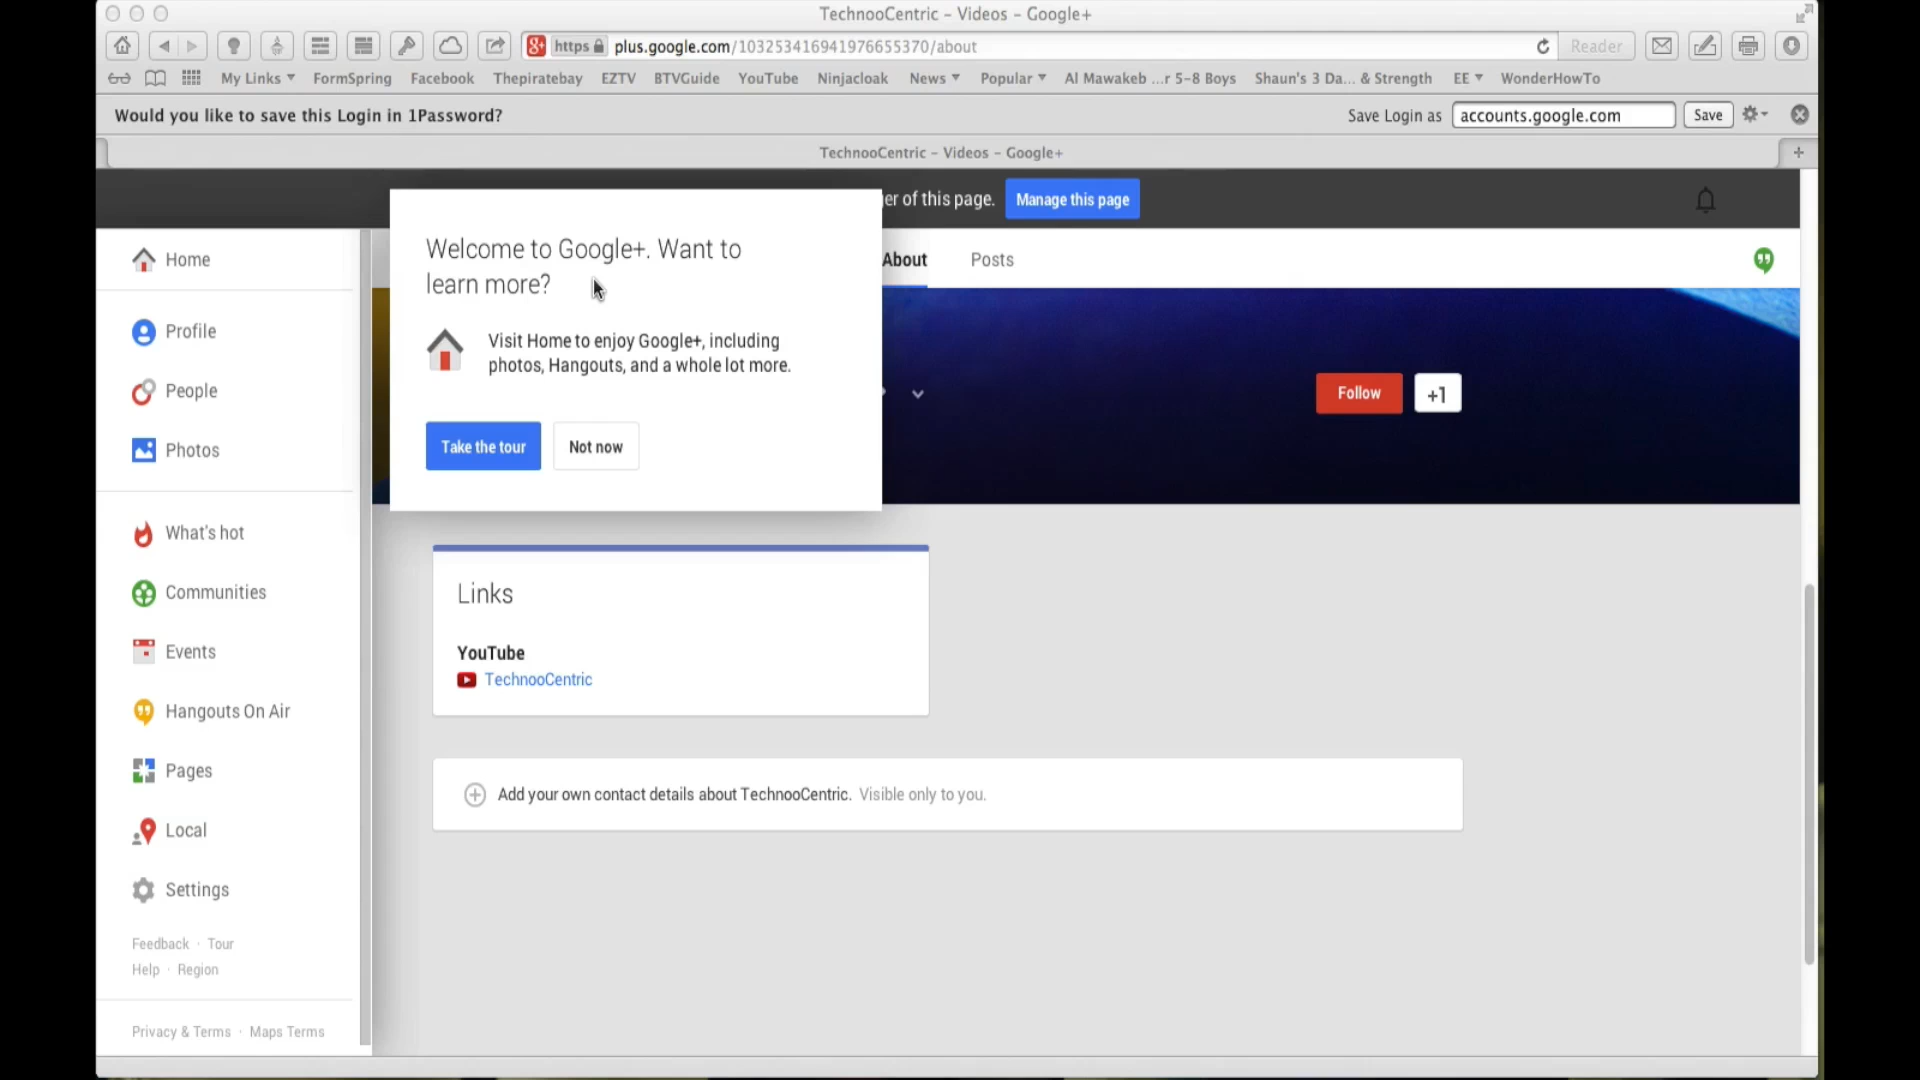 TechnooCentric – Videos – Google+
https plus.google.com/103253416941976655370/about
Reader
My Links FormSpring Facebook Thepiratebay EZTV BTVGuide YouTube Ninjacloak News Popular Al Mawakeb ...r 5-8 Boys Shaun's 3 Da... & Strength EE WonderHowTo
Would you like to save this Login in 1Password?
Save Login as accounts.google.com Save
TechnooCentric – Videos – Google+
er of this page. Manage this page
Home
Profile
People
Photos
What's hot
Communities
Events
Hangouts On Air
Pages
Local
Settings
Feedback · Tour
Help · Region
Privacy & Terms · Maps Terms
Welcome to Google+. Want to
learn more?
Visit Home to enjoy Google+, including
photos, Hangouts, and a whole lot more.
Take the tour Not now
About Posts
Follow +1
Links
YouTube
TechnooCentric
Add your own contact details about TechnooCentric. Visible only to you.